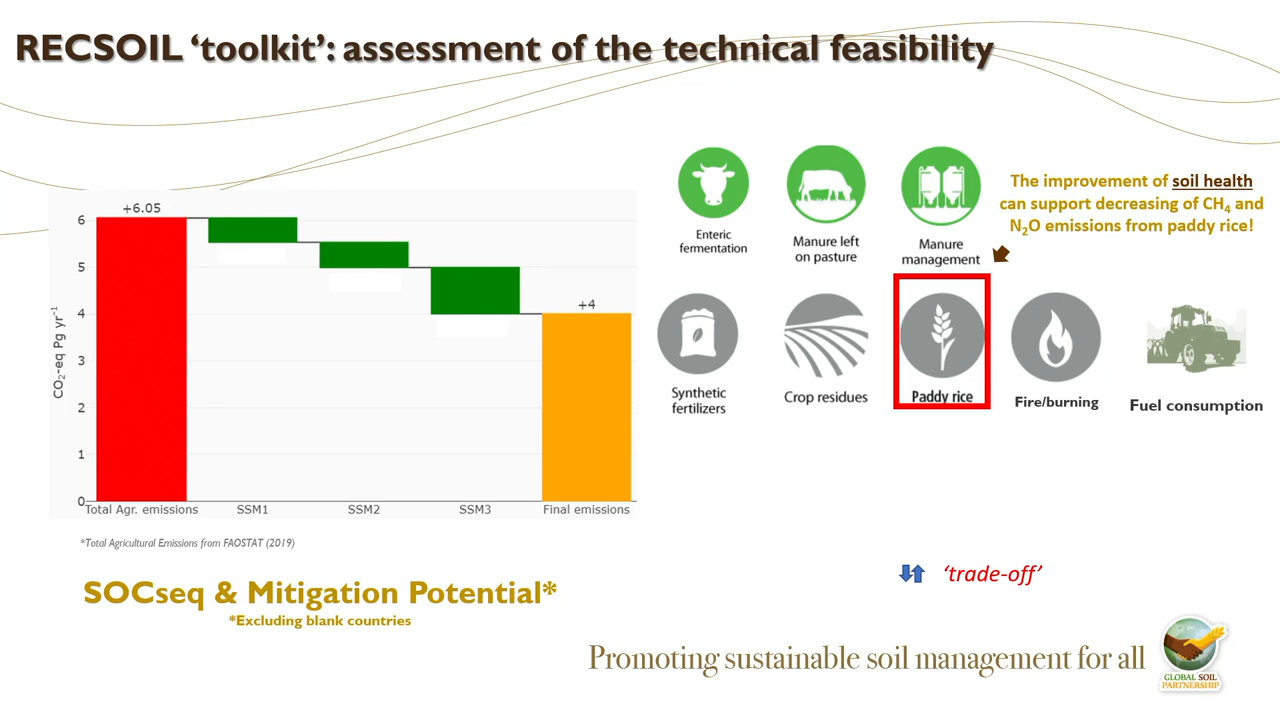 RECSOIL ‘toolkit’: assessment of the technical feasibility
+6.05
+4
6
5
4
3
2
1
0
CO2-eq Pg yr-1
Total Agr. emissions
SSM1
SSM2
SSM3
Final emissions
*Total Agricultural Emissions from FAOSTAT (2019)
SOCseq & Mitigation Potential*
*Excluding blank countries
Enteric
fermentation
Manure left
on pasture
Manure
management
The improvement of soil health
can support decreasing of CH4 and
N2O emissions from paddy rice!
Synthetic
fertilizers
Crop residues
Paddy rice
Fire/burning
Fuel consumption
‘trade-off’
Promoting sustainable soil management for all
GLOBAL SOIL
PARTNERSHIP